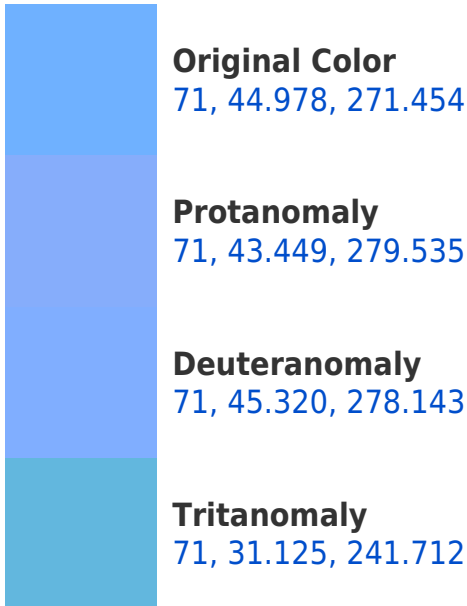 Original Color
71, 44.978, 271.454
Protanomaly
71, 43.449, 279.535
Deuteranomaly
71, 45.320, 278.143
Tritanomaly
71, 31.125, 241.712